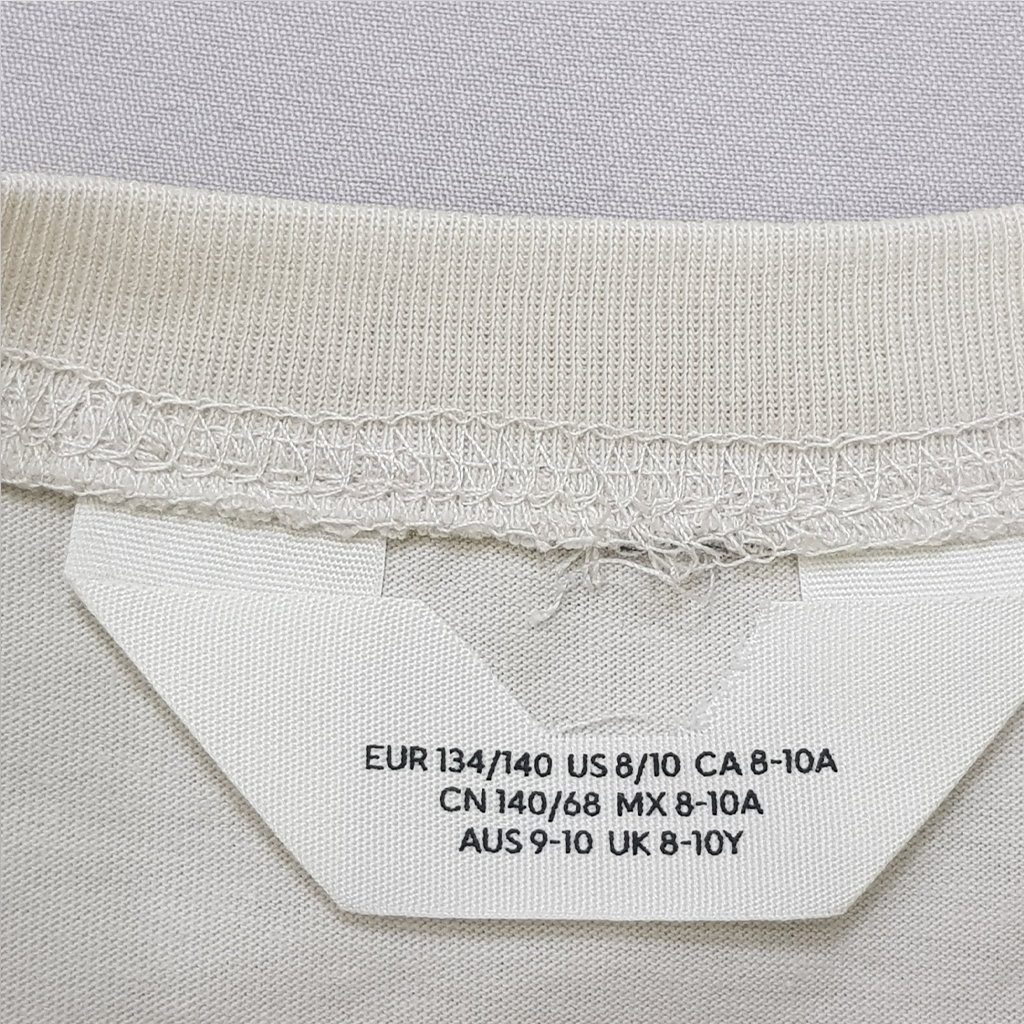 EUR 134/140 US 8/10 CA 8-10A
CN 140/68 MX 8-10A
AUS 9-10 UK 8-10Y